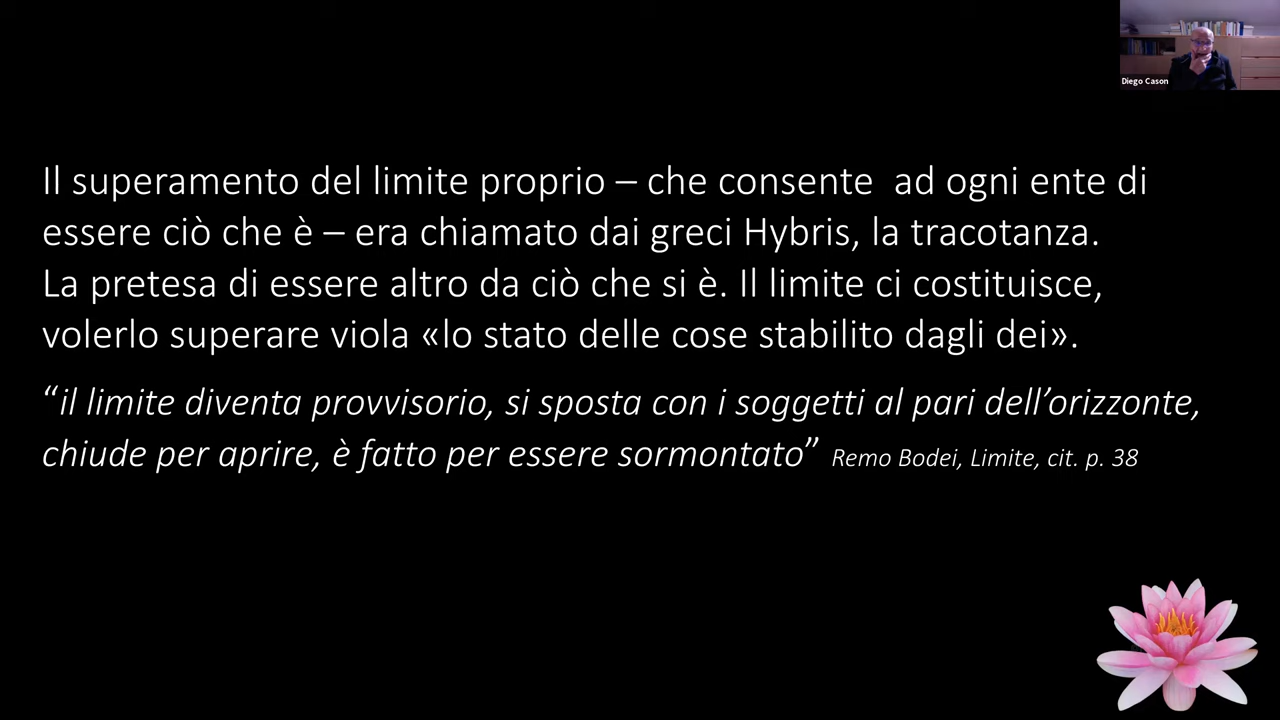 Diego Cason
Il superamento del limite proprio – che consente  ad ogni ente di
essere ciò che è – era chiamato dai greci Hybris, la tracotanza.
La pretesa di essere altro da ciò che si è. Il limite ci costituisce,
volerlo superare viola «lo stato delle cose stabilito dagli dei».
“il limite diventa provvisorio, si sposta con i soggetti al pari dell’orizzonte,
chiude per aprire, è fatto per essere sormontato” Remo Bodei, Limite, cit. p. 38